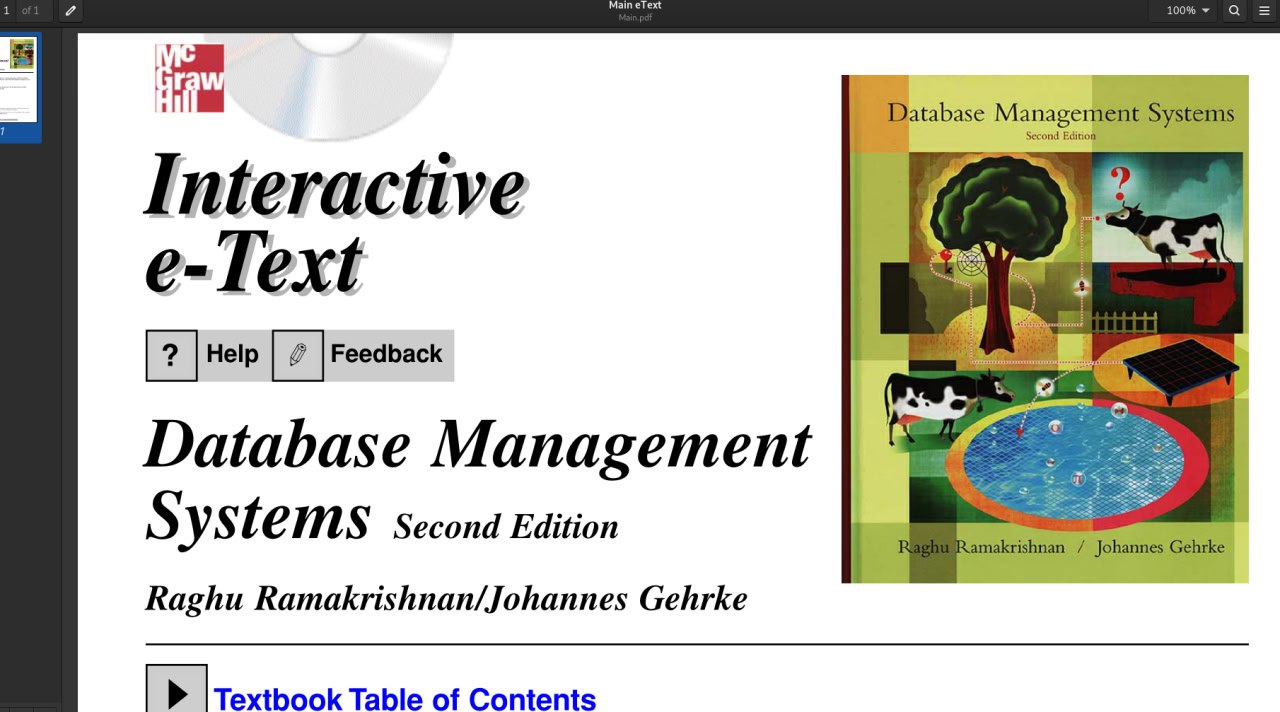 1 of 1
Main eText
Main.pdf
100%
1
Mc
Graw
Hill
Interactive
e-Text
? Help Feedback
Database Management
Systems Second Edition
Raghu Ramakrishnan/Johannes Gehrke
Textbook Table of Contents
Database Management Systems
Second Edition
?
π
Raghu Ramakrishnan / Johannes Gehrke